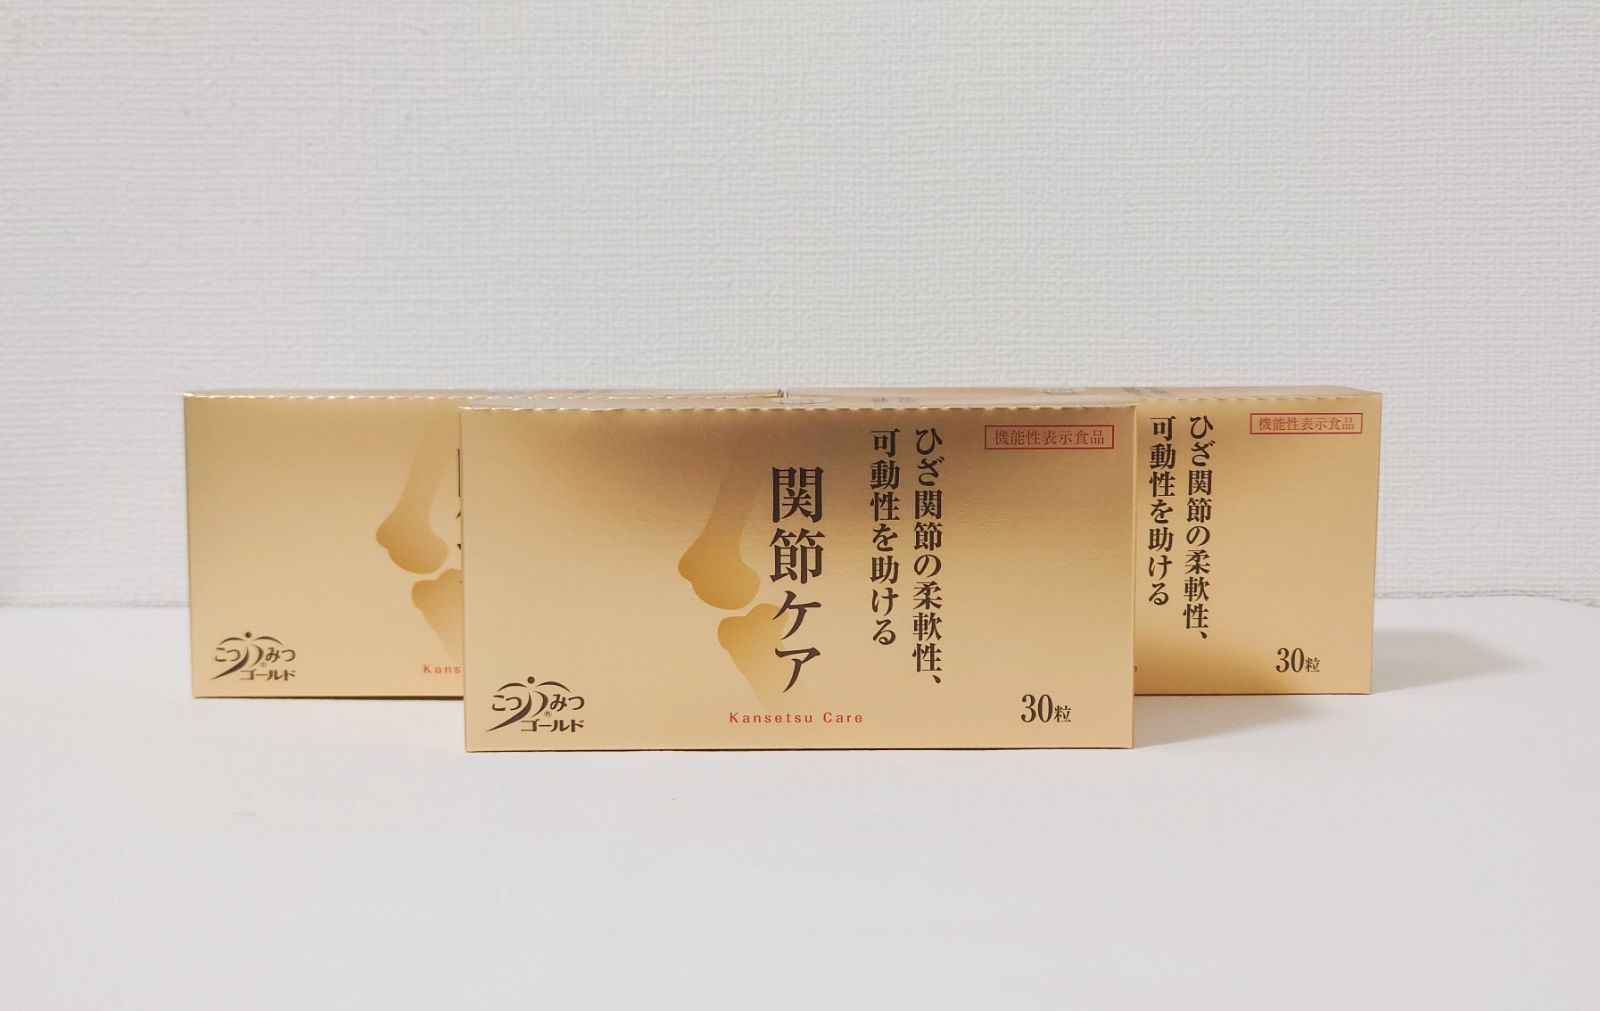 Kans
こつみつ®
ゴールド
機能性表示食品
ひざ関節の柔軟性、
可動性を助ける
関節ケア
Kansetsu Care
30粒
こつみつ®
ゴールド
機能性表示食品
ひざ関節の柔軟性、
可動性を助ける
30粒